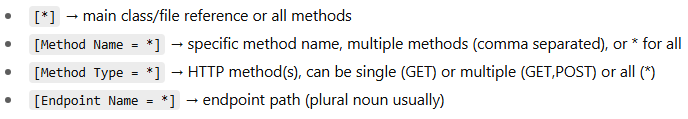 [*] → main class/file reference or all methods
[Method Name = *] → specific method name, multiple methods (comma separated), or * for all
[Method Type = *] → HTTP method(s), can be single (GET) or multiple (GET,POST) or all (*)
[Endpoint Name = *] → endpoint path (plural noun usually)